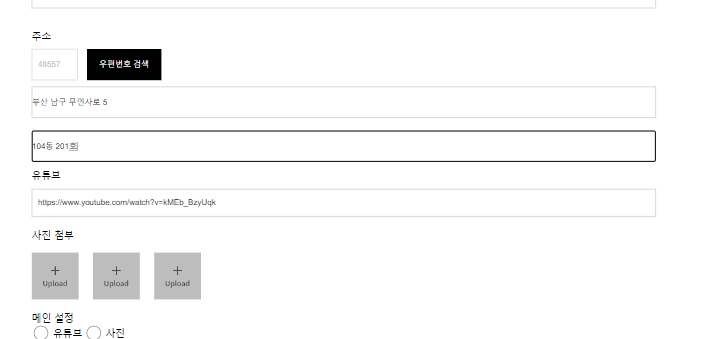 주소
48557
우편번호 검색
부산 남구 무민사로 5
104동 201호
유튜브
https://www.youtube.com/watch?v=kMEb_BzyUqk
사진 첨부
+ + +
Upload Upload Upload
메인 설정
유튜브 사진